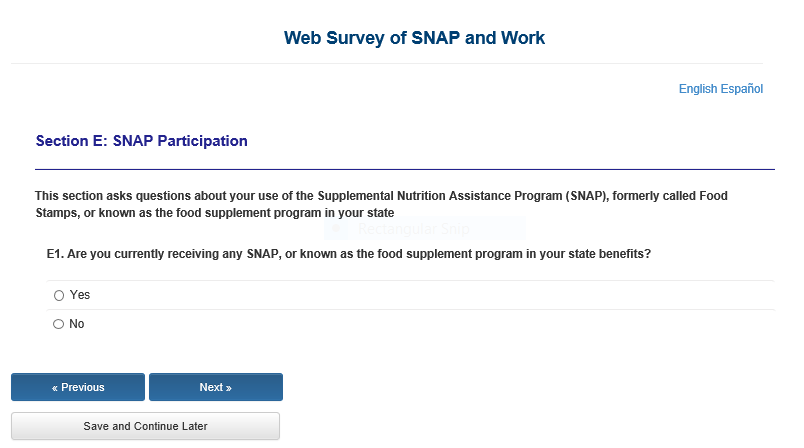 Web Survey of SNAP and Work
English Español
Section E: SNAP Participation
This section asks questions about your use of the Supplemental Nutrition Assistance Program (SNAP), formerly called Food
Stamps, or known as the food supplement program in your state
Rectangular Snip
E1. Are you currently receiving any SNAP, or known as the food supplement program in your state benefits?
Yes
No
« Previous
Next »
Save and Continue Later